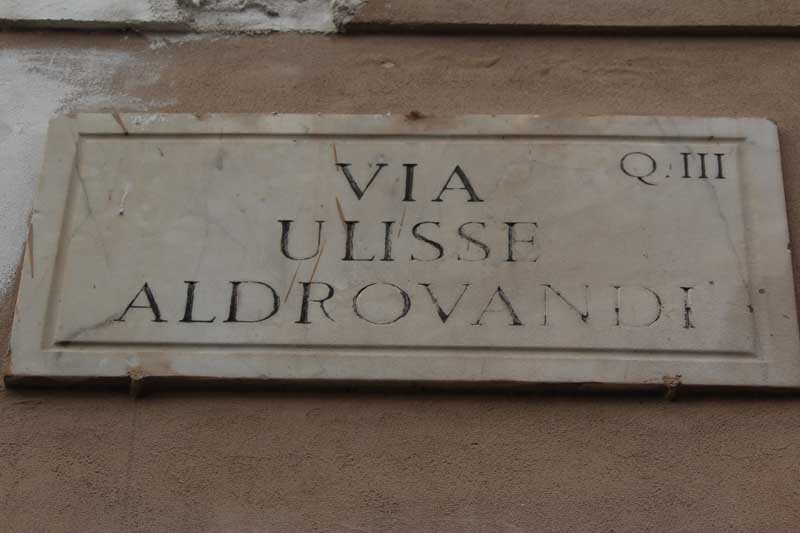 VIA
Q. III
ULISSE
ALDROVANDI